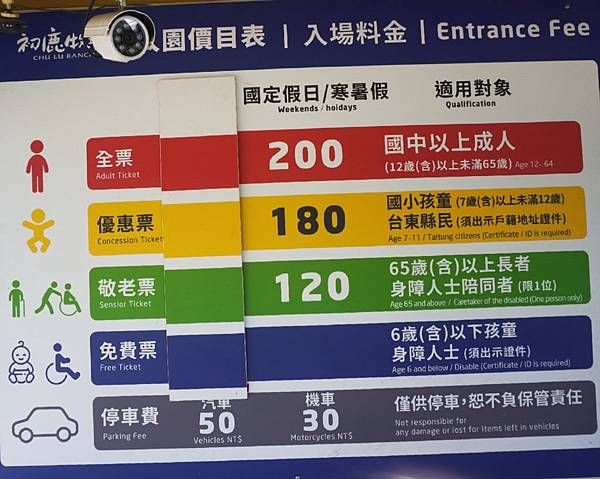 初鹿牧
CHU LU RANC
園價目表 | 入場料金 | Entrance Fee
國定假日/寒暑假
Weekends / hoidays
適用對象
Qualification
全票
Adult Ticket
200
國中以上成人
(12歲(含)以上未滿65歲) Age 12- 64
優惠票
Concession Ticket
180
國小孩童 (7歲(含)以上未滿12歲)
台東縣民 (須出示戶籍地址證件)
Age 7-11 / Taitung citizens (Certificate / ID is required)
敬老票
Sensior Ticket
120
65歲(含)以上長者
身障人士陪同者 (限1位)
Age 65 and above / Caretaker of the disabled (One person only)
免費票
Free Ticket
6歲(含)以下孩童
身障人士 (須出示證件)
Age 6 and below / Disable (Certificate / ID is required)
停車費
Parking Fee
汽車
50
Vehicles NT$
機車
30
Motorcycles NT$
僅供停車，恕不負保管責任
Not responsible for
any damage or lost for items left in vehicles